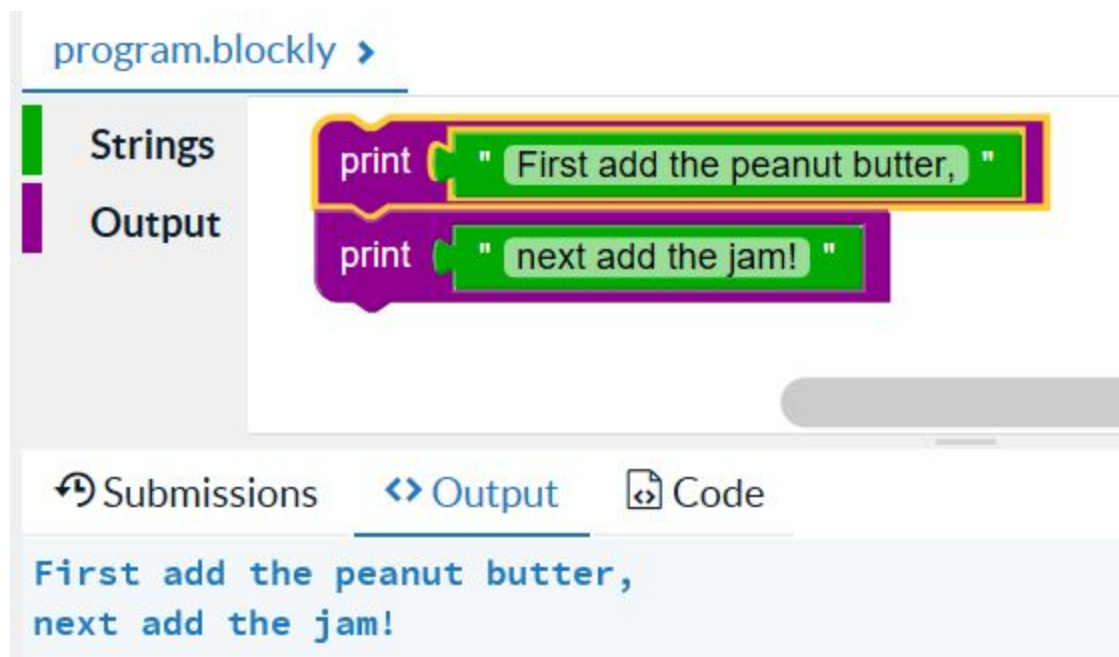 program.blockly >
Strings
Output
print " First add the peanut butter, "
print " next add the jam! "
Submissions <> Output Code
First add the peanut butter,
next add the jam!